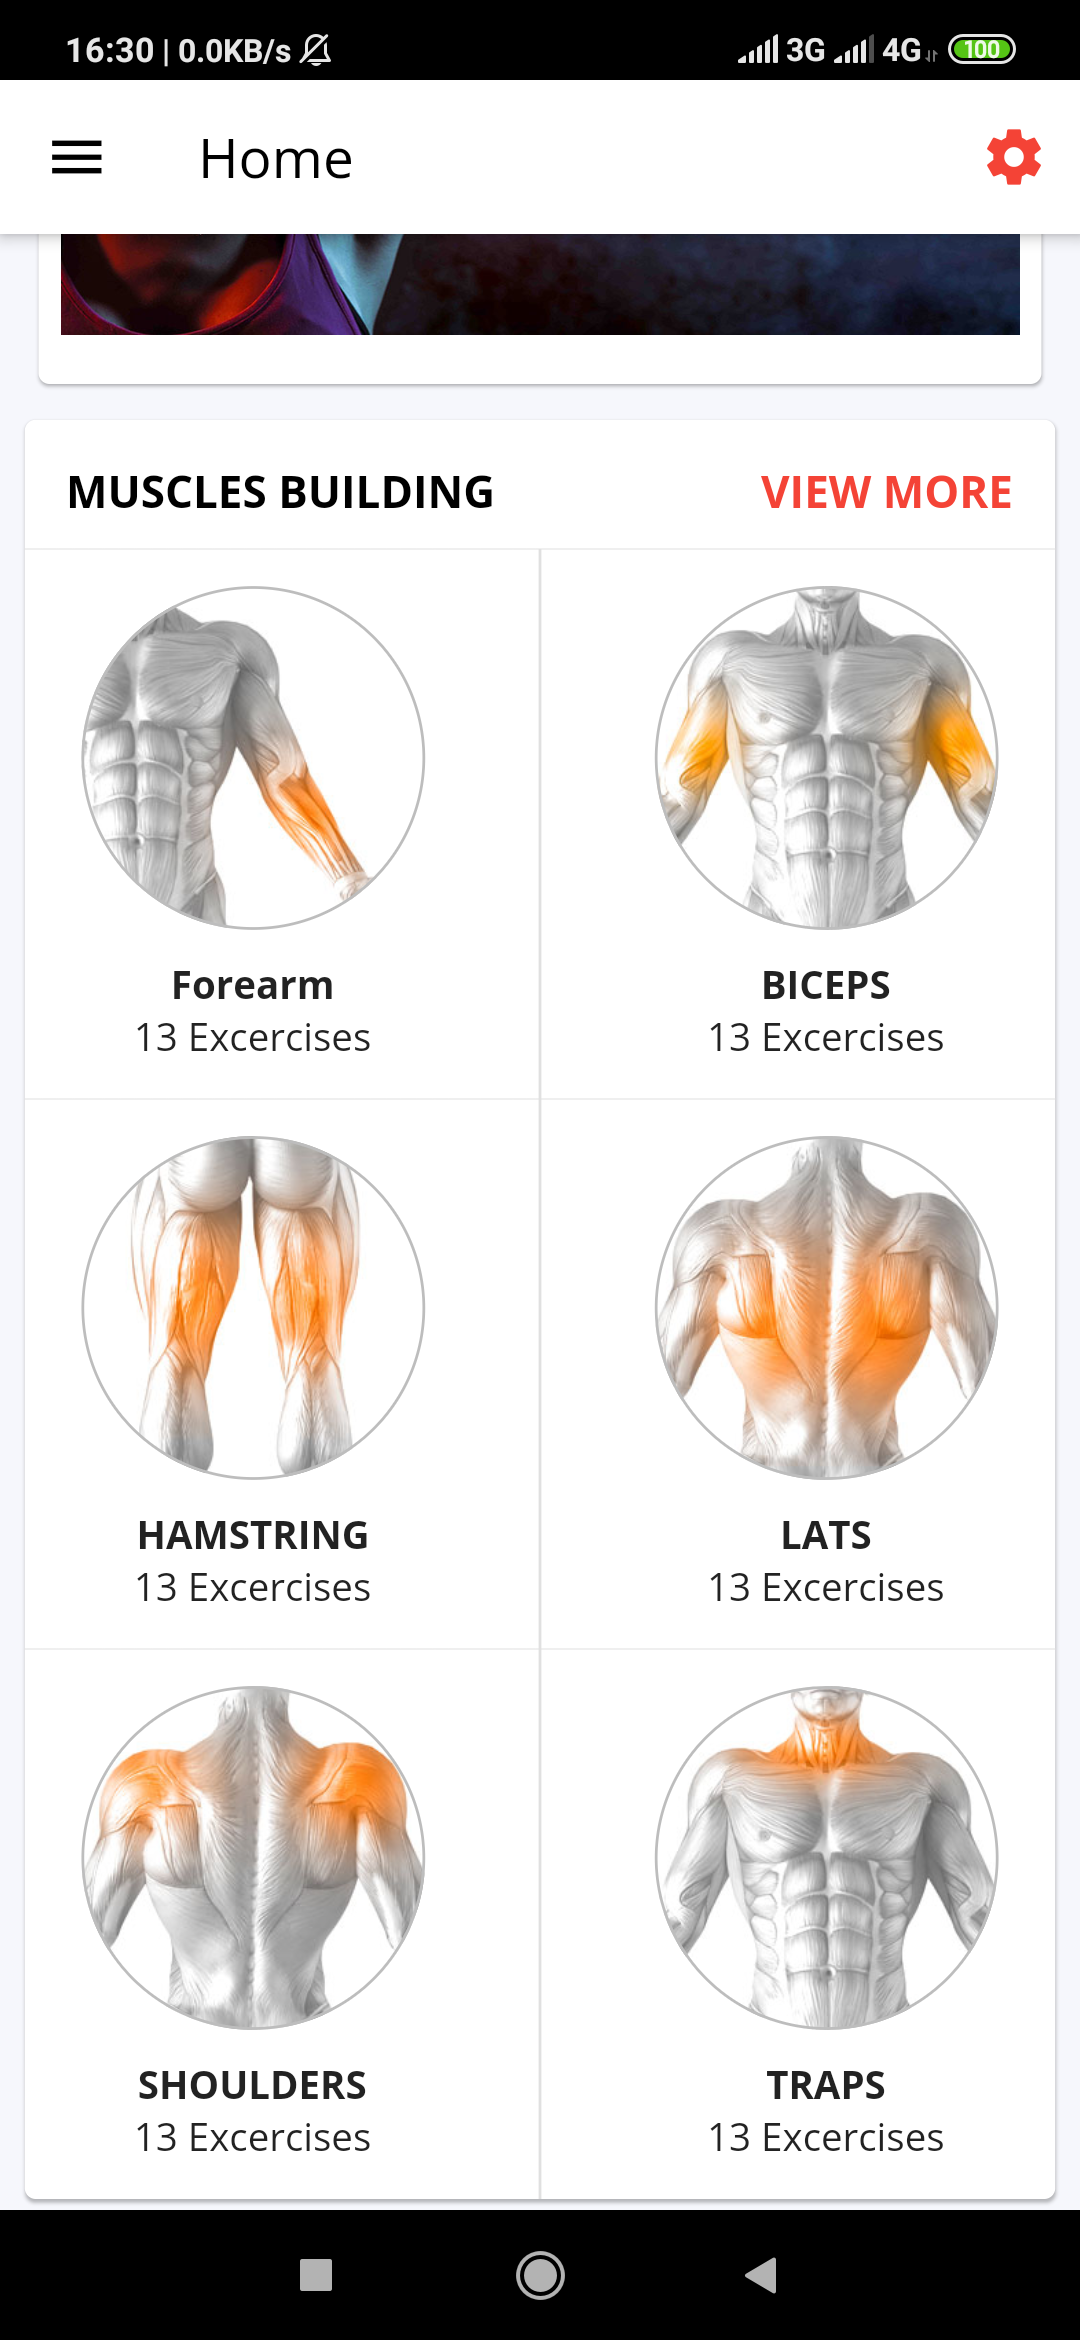 16:30 | 0.0KB/s 3G 4G 100
Home
MUSCLES BUILDING VIEW MORE
Forearm BICEPS
13 Excercises 13 Excercises
HAMSTRING LATS
13 Excercises 13 Excercises
SHOULDERS TRAPS
13 Excercises 13 Excercises